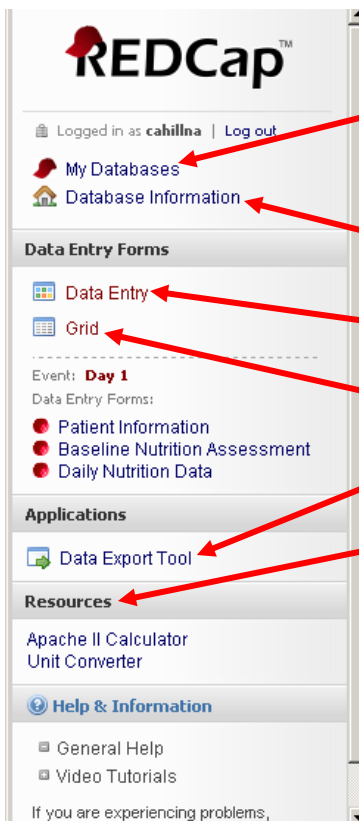 REDCap™
Logged in as cahillna | Log out
My Databases
Database Information
Data Entry Forms
Data Entry
Grid
Event: Day 1
Data Entry Forms:
Patient Information
Baseline Nutrition Assessment
Daily Nutrition Data
Applications
Data Export Tool
Resources
Apache II Calculator
Unit Converter
Help & Information
General Help
Video Tutorials
If you are experiencing problems,